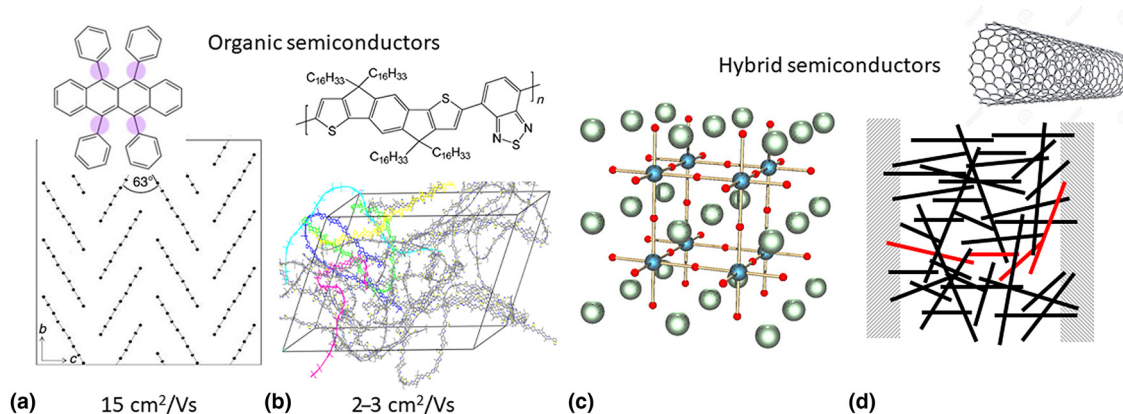 Organic semiconductors
Hybrid semiconductors
C16H33
C16H33
S
n
S
N
N
S
C16H33
C16H33
63°
b
c*
(a)
15 cm²/Vs
(b)
2–3 cm²/Vs
(c)
(d)